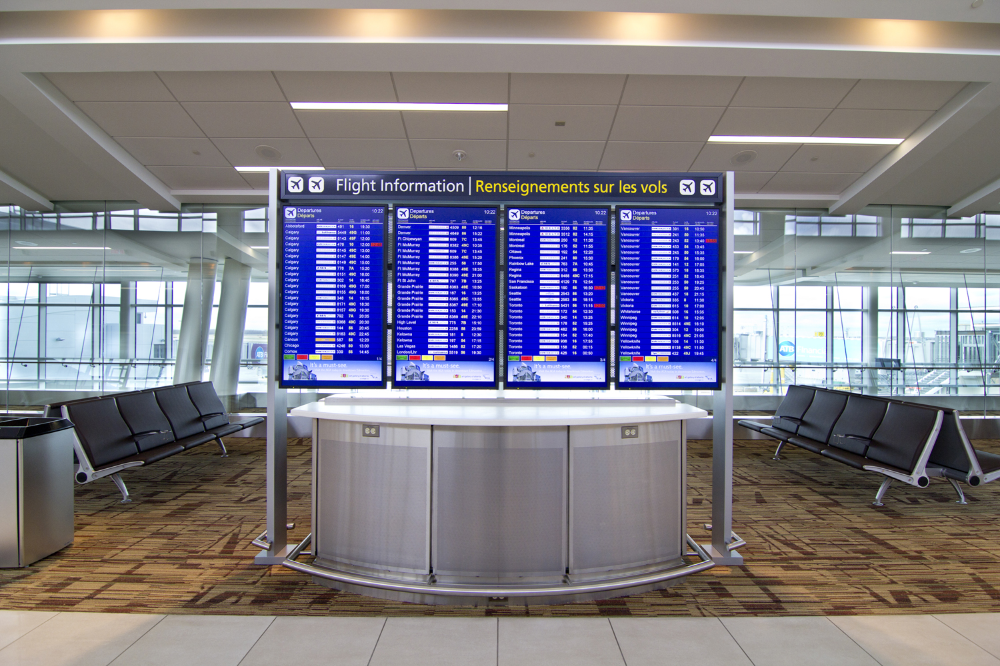 Flight Information | Renseignements sur les vols
Departures 10:22
Départs
Abbotsford 491 16 19:30
Calgary 5449 49G 11:00
Calgary 8143 49F 12:00
Calgary 476 10 12:00
Calgary 8145 49C 13:00
Calgary 8147 49E 14:00
Calgary 8149 49C 15:00
Calgary 778 7A 15:20
Calgary 8151 49C 16:00
Calgary 302 14 16:40
Calgary 8169 49G 17:00
Calgary 8155 49G 18:00
Calgary 348 14 18:15
Calgary 8171 49C 18:30
Calgary 8157 49G 19:30
Calgary 792 7A 20:05
Calgary 8161 49C 20:30
Calgary 144 56 20:45
Calgary 8163 49C 22:45
Cancun 587 58 12:20
Chicago 4246 80 13:00
Comox 339 56 14:45
1/4
It's a must-see.
Departures 10:22
Départs
Denver 4509 80 12:16
Denver 4649 86 15:22
Ft Chipewyan 609 7C 13:45
Ft McMurray 8382 49C 10:35
Ft McMurray 609 7C 13:45
Ft McMurray 8386 49E 15:20
Ft McMurray 255 58 17:50
Ft McMurray 8388 49E 18:35
Ft McMurray 8390 49E 21:00
Ft St John 797 7B 13:25
Grande Prairie 8363 49E 10:50
Grande Prairie 167 16 13:25
Grande Prairie 8365 49C 13:55
Grande Prairie 8367 49E 17:10
Grande Prairie 153 14 21:30
Grande Prairie 8369 49E 22:10
High Level 775 7B 15:10
Houston 2258 88 23:59
Kelowna 181 8 12:30
Kelowna 197 54 17:15
Las Vegas 1486 82 17:20
London/Lhr 5519 56 19:30
2/4
It's a must-see.
Departures 10:22
Départs
Minneapolis DELTA 3356 82 11:35
Minneapolis DELTA 3512 82 14:15
Montreal 250 12 11:30
Montreal 176 52 11:55
Ottawa 192 54 12:20
Phoenix 241 88 15:30
Rainbow Lake 763 7A 10:45
Regina 312 58 13:30
Regina 8488 49C 17:15
San Francisco 4129 78 12:54
Saskatoon 190 56 16:30
Seattle 2543 86 13:20
Seattle 2583 86 18:15
Toronto Lufthansa 5431 56 11:15
Toronto 172 54 12:30
Toronto 340 14 13:25
Toronto 178 52 15:15
Toronto 482 58 16:00
Toronto 154 52 17:40
Toronto 936 16 17:55
Toronto 158 52 00:15
Toronto 426 16 00:50
3/4
It's a must-see.
Departures 10:22
Départs
Vancouver 391 16 10:50
Vancouver 241 50 11:35
Vancouver 243 52 13:40
Vancouver 453 54 13:45
Vancouver 245 50 15:35
Vancouver 179 54 16:00
Vancouver 141 12 17:05
Vancouver 573 18 18:35
Vancouver 251 52 18:45
Vancouver 253 50 19:25
Vancouver 255 50 20:45
Vancouver 437 18 21:15
Victoria 335 8 11:30
Victoria 615 10 17:00
Whitehorse 508 16 15:35
Winnipeg 614 10 12:05
Winnipeg 8514 49E 16:10
Winnipeg 304 12 19:00
Winnipeg 8516 49C 21:05
Yellowknife 108 14 11:30
Yellowknife 8138 49C 11:50
Yellowknife 422 48J 19:45
4/4
It's a must-see.
ATB
ATB